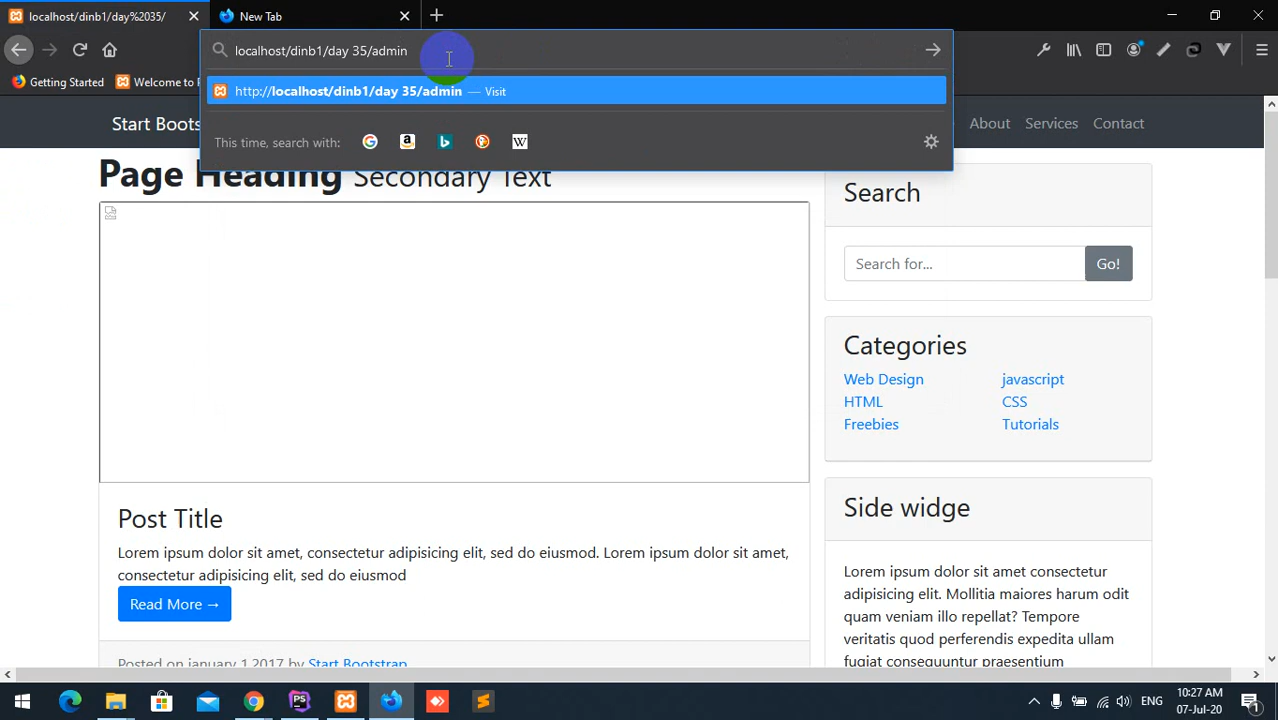 localhost/dinb1/day%2035/
New Tab
localhost/dinb1/day 35/admin
Getting Started
Welcome to
http://localhost/dinb1/day 35/admin — Visit
This time, search with:
Start Boots
About
Services
Contact
Page Heading Secondary Text
Search
Search for...
Go!
Categories
Web Design
javascript
HTML
CSS
Freebies
Tutorials
Side widge
Post Title
Lorem ipsum dolor sit amet, consectetur adipisicing elit, sed do eiusmod. Lorem ipsum dolor sit amet,
consectetur adipisicing elit, sed do eiusmod
Read More →
Lorem ipsum dolor sit amet consectetur
adipisicing elit. Mollitia maiores harum odit
quam veniam illo repellat? Tempore
veritatis quod perferendis expedita ullam
fugiat consequuntur praesentium
Posted on january 1,2017 by Start Bootstrap
ENG
10:27 AM
07-Jul-20